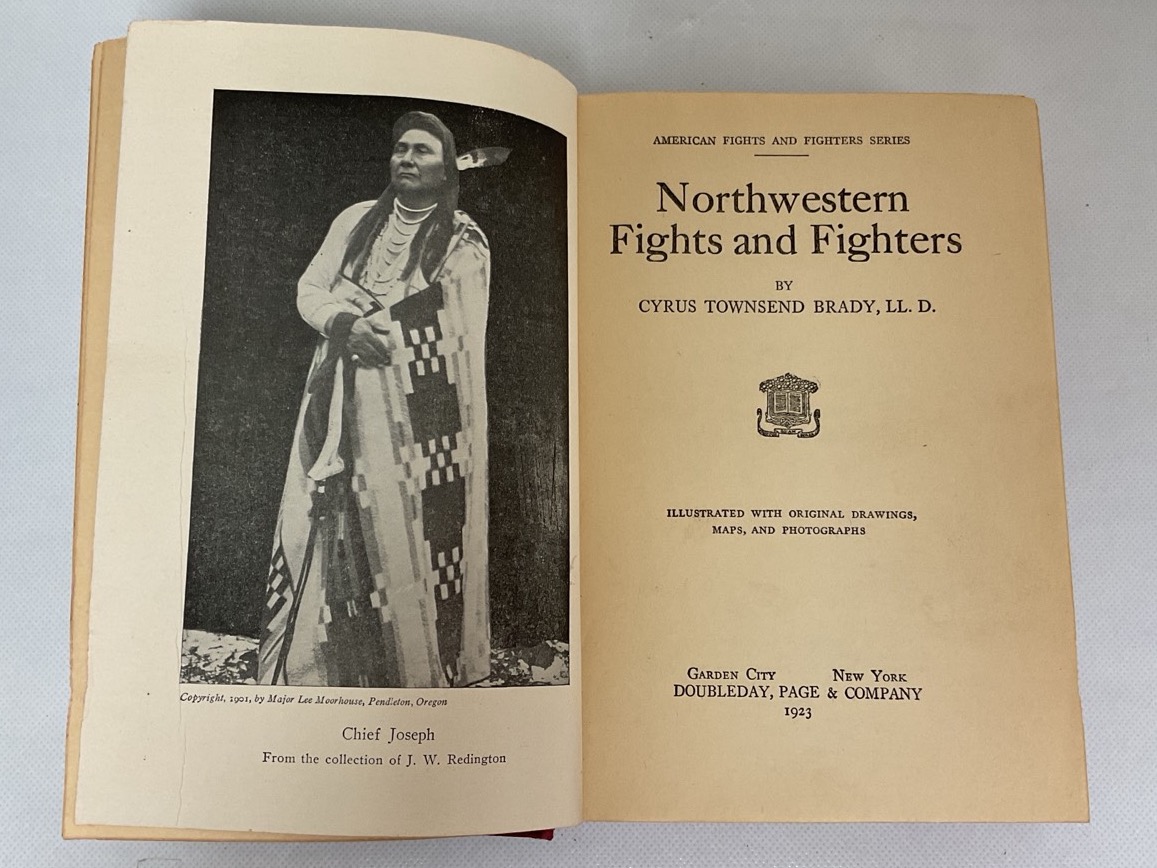 Copyright, 1901, by Major Lee Moorhouse, Pendleton, Oregon
Chief Joseph
From the collection of J. W. Redington
AMERICAN FIGHTS AND FIGHTERS SERIES
Northwestern
Fights and Fighters
BY
CYRUS TOWNSEND BRADY, LL. D.
ILLUSTRATED WITH ORIGINAL DRAWINGS,
MAPS, AND PHOTOGRAPHS
GARDEN CITY NEW YORK
DOUBLEDAY, PAGE & COMPANY
1923